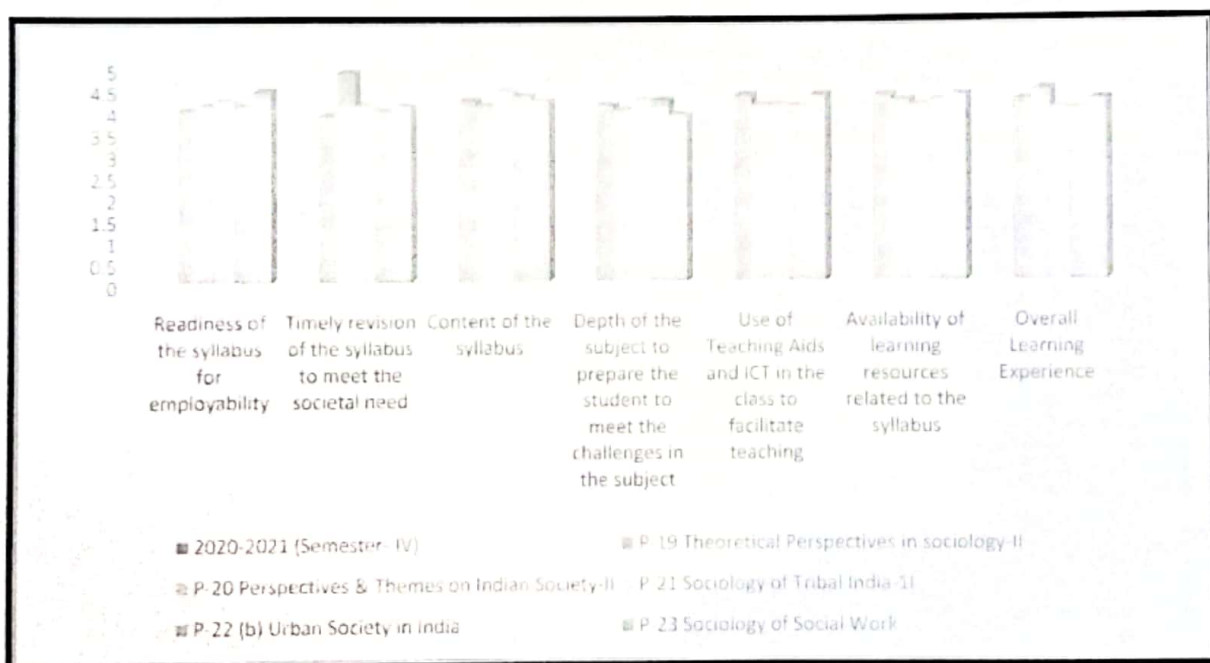 5
4.5
4
3.5
3
2.5
2
1.5
1
0.5
0
Readiness of the syllabus for employability
Timely revision of the syllabus to meet the societal need
Content of the syllabus
Depth of the subject to prepare the student to meet the challenges in the subject
Use of Teaching Aids and ICT in the class to facilitate teaching
Availability of learning resources related to the syllabus
Overall Learning Experience
2020-2021 (Semester- IV)
P-19 Theoretical Perspectives in sociology-II
P-20 Perspectives & Themes on Indian Society-II
P-21 Sociology of Tribal India-1I
P-22 (b) Urban Society in India
P-23 Sociology of Social Work